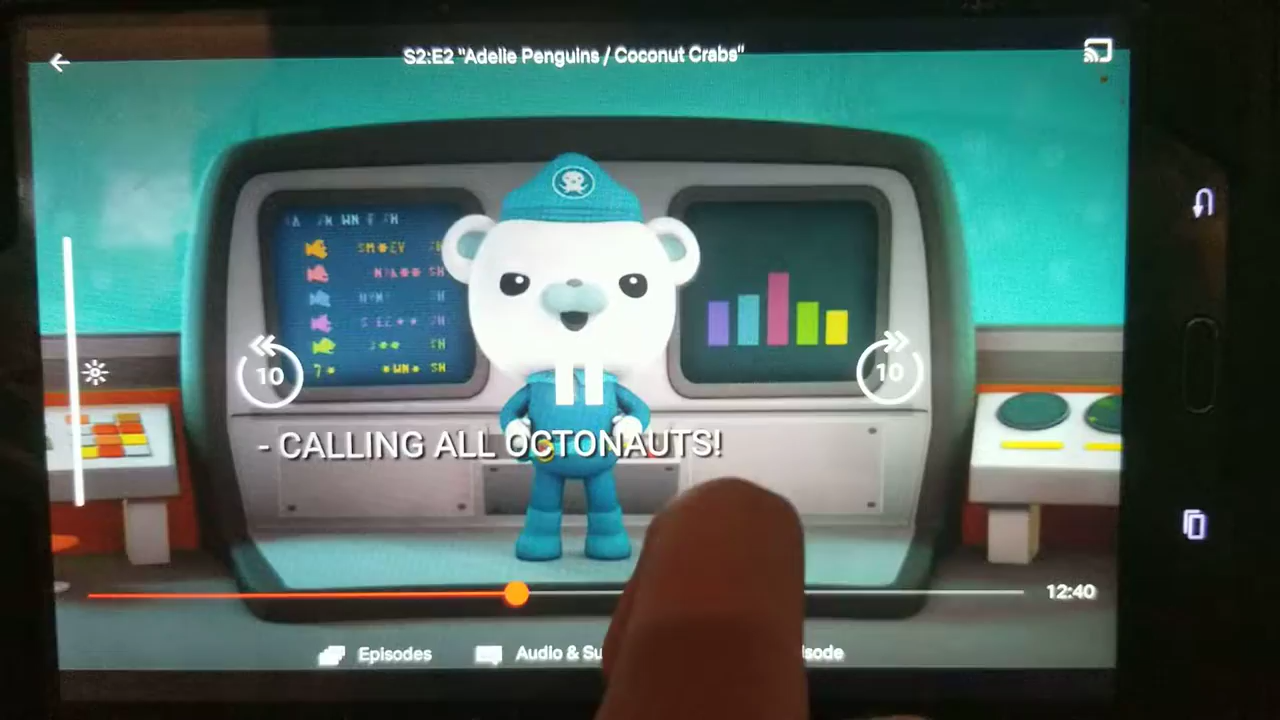 S2:E2 "Adelie Penguins / Coconut Crabs"
10
10
- CALLING ALL OCTONAUTS!
12:40
Episodes
Audio & Su
isode